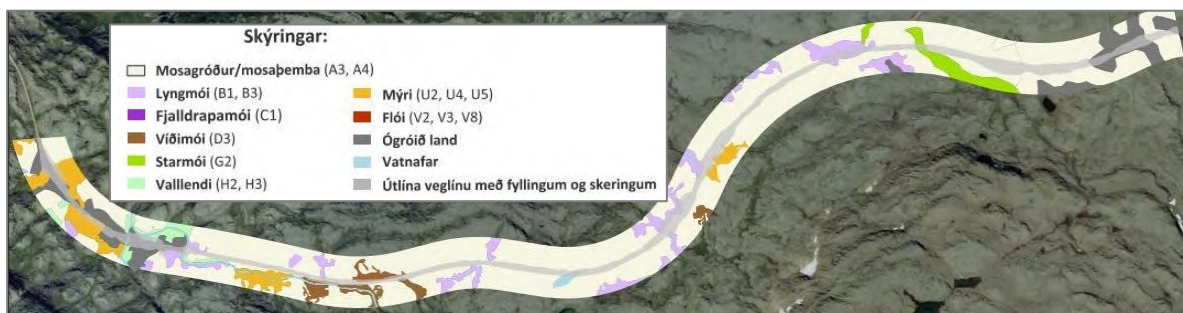 Skýringar:
Mosagróður/mosaþemba (A3, A4)
Lyngmói (B1, B3)
Fjalldrapamói (C1)
Víðimói (D3)
Starmói (G2)
Valllendi (H2, H3)
Mýri (U2, U4, U5)
Flói (V2, V3, V8)
Ógróið land
Vatnafar
Útlína veglínu með fyllingum og skeringum